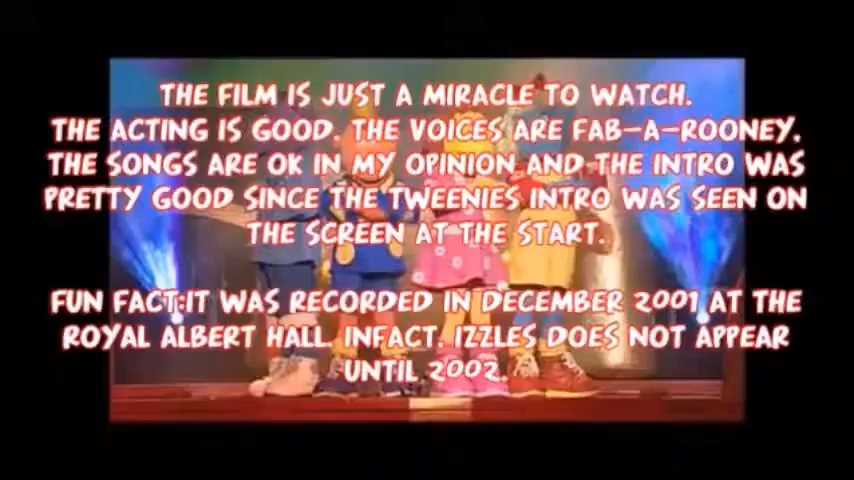 THE FILM IS JUST A MIRACLE TO WATCH.
THE ACTING IS GOOD. THE VOICES ARE FAB-A-ROONEY.
THE SONGS ARE OK IN MY OPINION AND THE INTRO WAS
PRETTY GOOD SINCE THE TWEENIES INTRO WAS SEEN ON
THE SCREEN AT THE START.
FUN FACT:IT WAS RECORDED IN DECEMBER 2001 AT THE
ROYAL ALBERT HALL. INFACT. IZZLES DOES NOT APPEAR
UNTIL 2002.